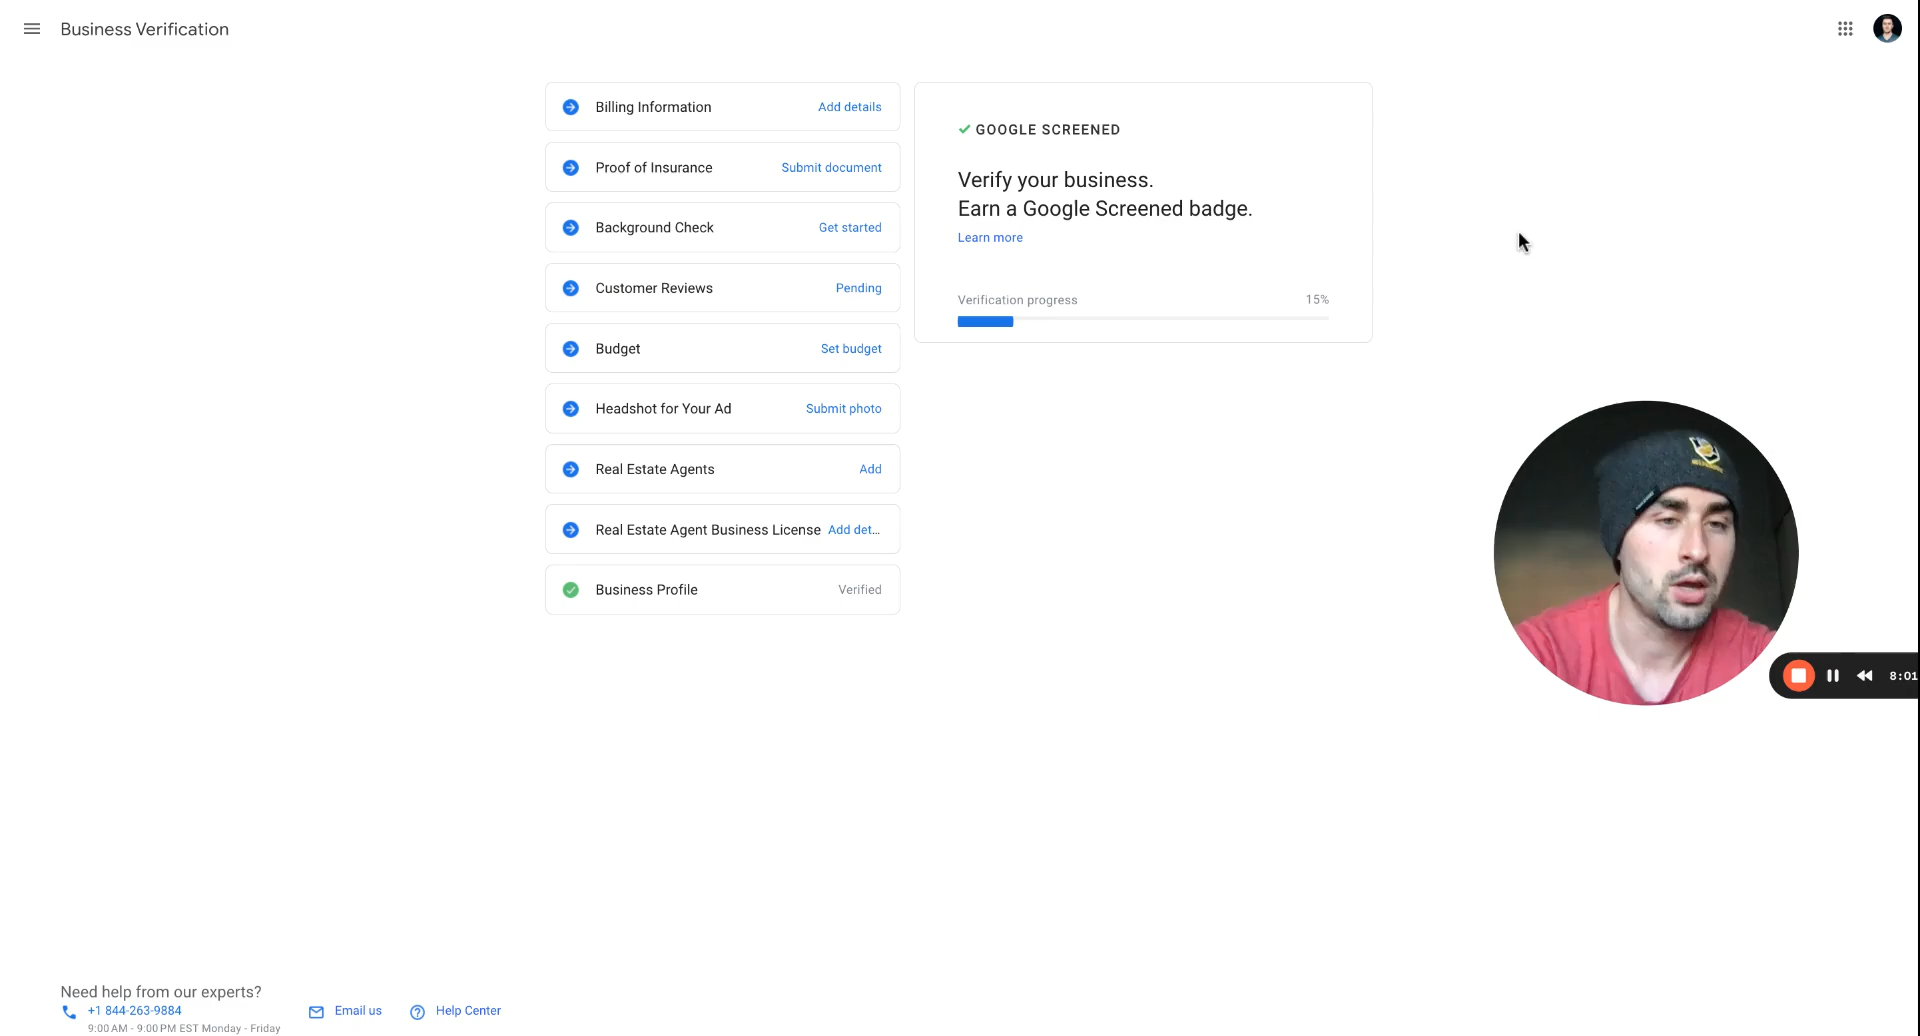 Business Verification
Billing Information Add details
Proof of Insurance Submit document
Background Check Get started
Customer Reviews Pending
Budget Set budget
Headshot for Your Ad Submit photo
Real Estate Agents Add
Real Estate Agent Business License Add det...
Business Profile Verified
GOOGLE SCREENED
Verify your business.
Earn a Google Screened badge.
Learn more
Verification progress 15%
8:01
Need help from our experts?
+1 844-263-9884 Email us Help Center
9:00 AM - 9:00 PM EST Monday - Friday